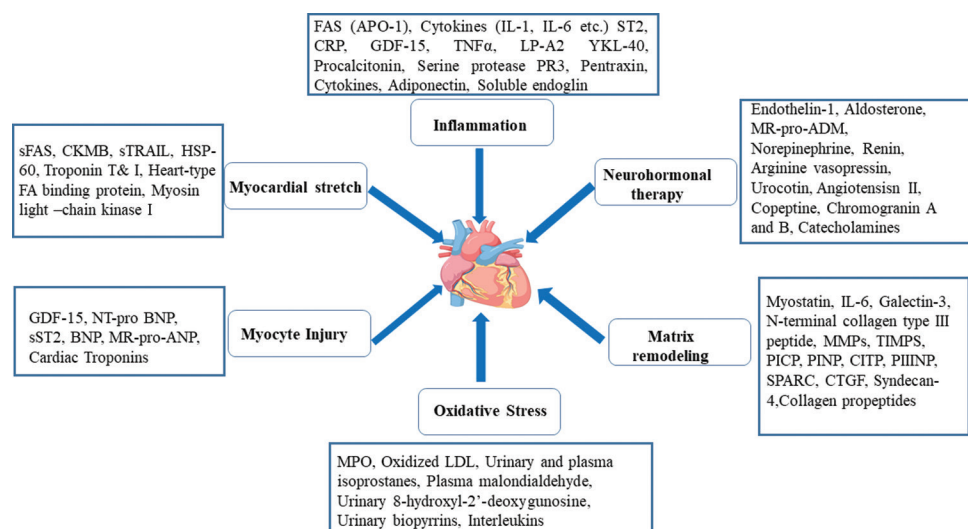 FAS (APO-1), Cytokines (IL-1, IL-6 etc.) ST2,
CRP, GDF-15, TNFα, LP-A2 YKL-40,
Procalcitonin, Serine protease PR3, Pentraxin,
Cytokines, Adiponectin, Soluble endoglin
Inflammation
sFAS, CKMB, sTRAIL, HSP-
60, Troponin T& I, Heart-type
FA binding protein, Myosin
light –chain kinase I
Myocardial stretch
Neurohormonal
therapy
Endothelin-1, Aldosterone,
MR-pro-ADM,
Norepinephrine, Renin,
Arginine vasopressin,
Urocotin, Angiotensisn II,
Copeptine, Chromogranin A
and B, Catecholamines
GDF-15, NT-pro BNP,
sST2, BNP, MR-pro-ANP,
Cardiac Troponins
Myocyte Injury
Matrix
remodeling
Myostatin, IL-6, Galectin-3,
N-terminal collagen type III
peptide, MMPs, TIMPS,
PICP, PINP, CITP, PIIINP,
SPARC, CTGF, Syndecan-
4,Collagen propeptides
Oxidative Stress
MPO, Oxidized LDL, Urinary and plasma
isoprostanes, Plasma malondialdehyde,
Urinary 8-hydroxyl-2’-deoxygunosine,
Urinary biopyrrins, Interleukins